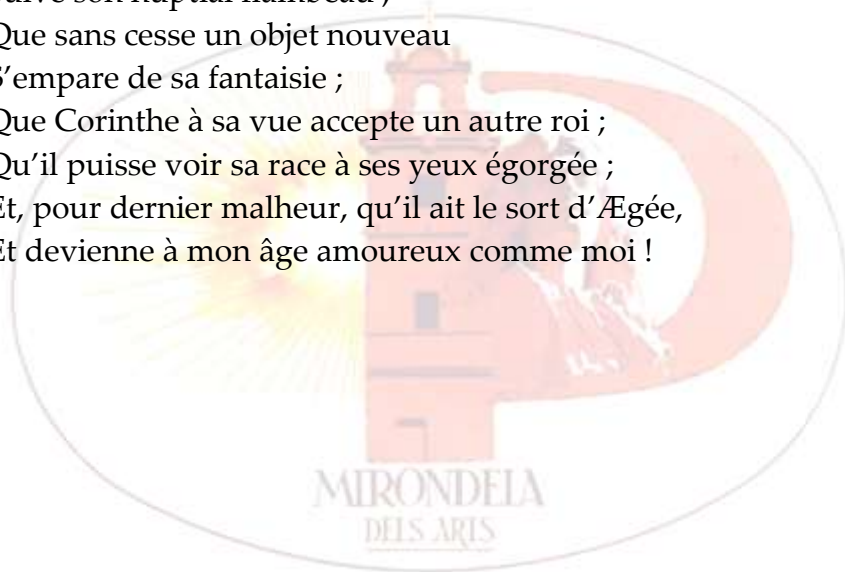 son nuptial flambeau ;
Que sans cesse un objet nouveau
S’empare de sa fantaisie ;
Que Corinthe à sa vue accepte un autre roi ;
Qu’il puisse voir sa race à ses yeux égorgée ;
Et, pour dernier malheur, qu’il ait le sort d’Ægée,
Et devienne à mon âge amoureux comme moi !
MIRONDELA
DELS ARTS